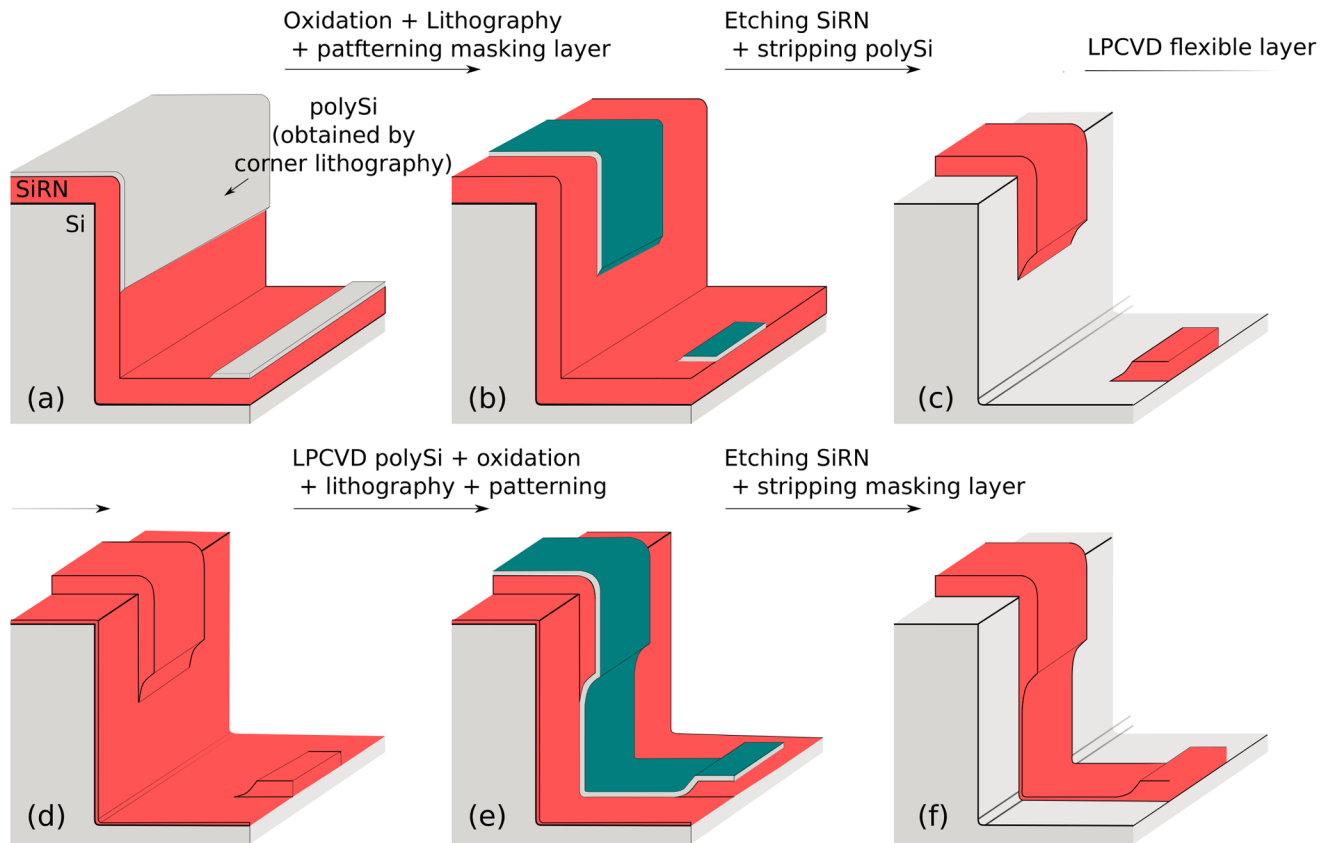 Oxidation + Lithography
+ patfterning masking layer
Etching SiRN
+ stripping polySi
LPCVD flexible layer
polySi
(obtained by
corner lithography)
SiRN
Si
(a)
(b)
(c)
LPCVD polySi + oxidation
+ lithography + patterning
Etching SiRN
+ stripping masking layer
(d)
(e)
(f)